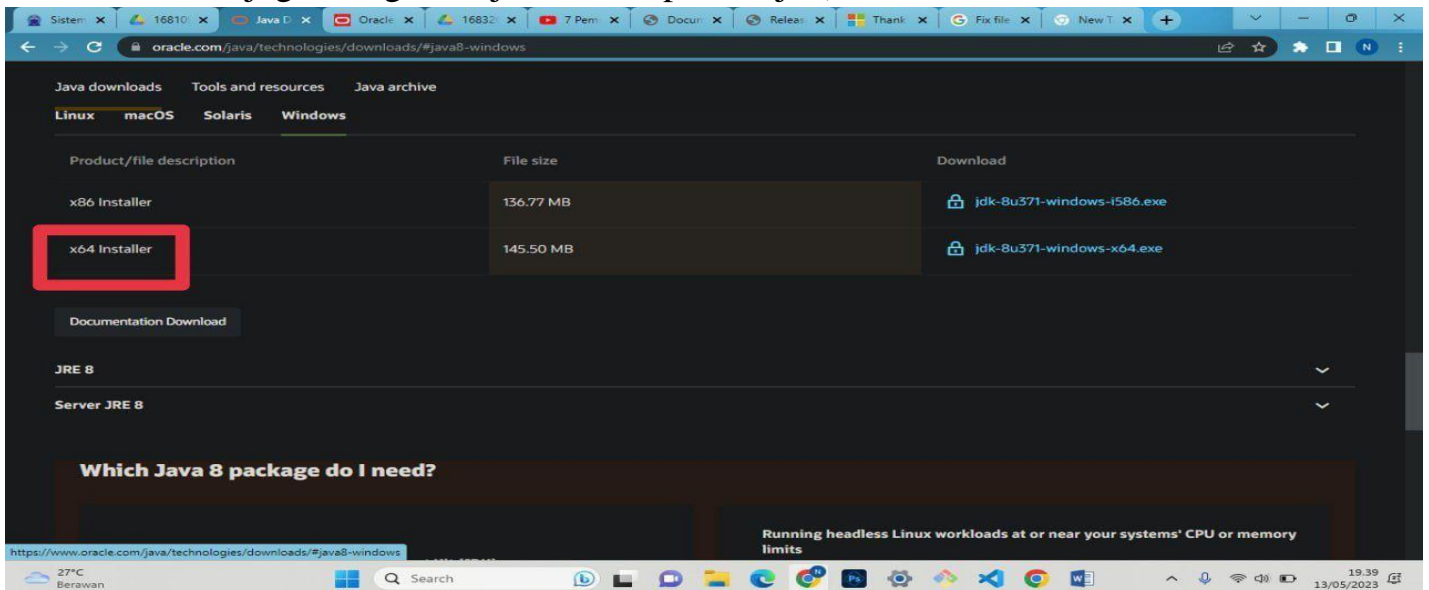 Sistem 16810 Java D Oracle 16832 7 Pem Docum Releas Thank Fix file New T
oracle.com/java/technologies/downloads/#java8-windows N
Java downloads Tools and resources Java archive
Linux macOS Solaris Windows
Product/file description File size Download
x86 Installer 136.77 MB jdk-8u371-windows-i586.exe
x64 Installer 145.50 MB jdk-8u371-windows-x64.exe
Documentation Download
JRE 8
Server JRE 8
Which Java 8 package do I need?
Running headless Linux workloads at or near your systems' CPU or memory
limits
https://www.oracle.com/java/technologies/downloads/#java8-windows
27°C
Berawan
Search
19.39
13/05/2023